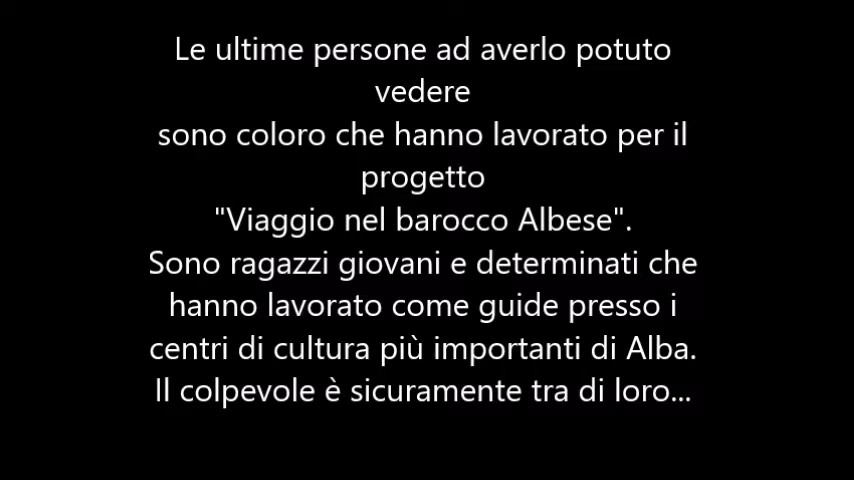 Le ultime persone ad averlo potuto
vedere
sono coloro che hanno lavorato per il
progetto
"Viaggio nel barocco Albese".
Sono ragazzi giovani e determinati che
hanno lavorato come guide presso i
centri di cultura più importanti di Alba.
Il colpevole è sicuramente tra di loro...